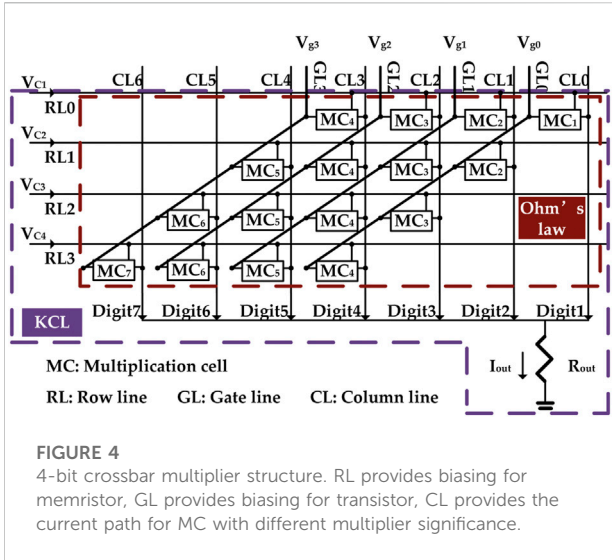 Vg3 Vg2 Vg1 Vg0
VC1 CL6 CL5 CL4 GL3 CL3 GL2 CL2 GL1 CL1 GL0 CL0
RL0 MC4 MC3 MC2 MC1
VC2
RL1 MC5 MC4 MC3 MC2
VC3
RL2 MC6 MC5 MC4 MC3 Ohm's law
VC4
RL3 MC7 MC6 MC5 MC4
Digit7 Digit6 Digit5 Digit4 Digit3 Digit2 Digit1
KCL
MC: Multiplication cell
Iout Rout
RL: Row line GL: Gate line CL: Column line
FIGURE 4
4-bit crossbar multiplier structure. RL provides biasing for
memristor, GL provides biasing for transistor, CL provides the
current path for MC with different multiplier significance.